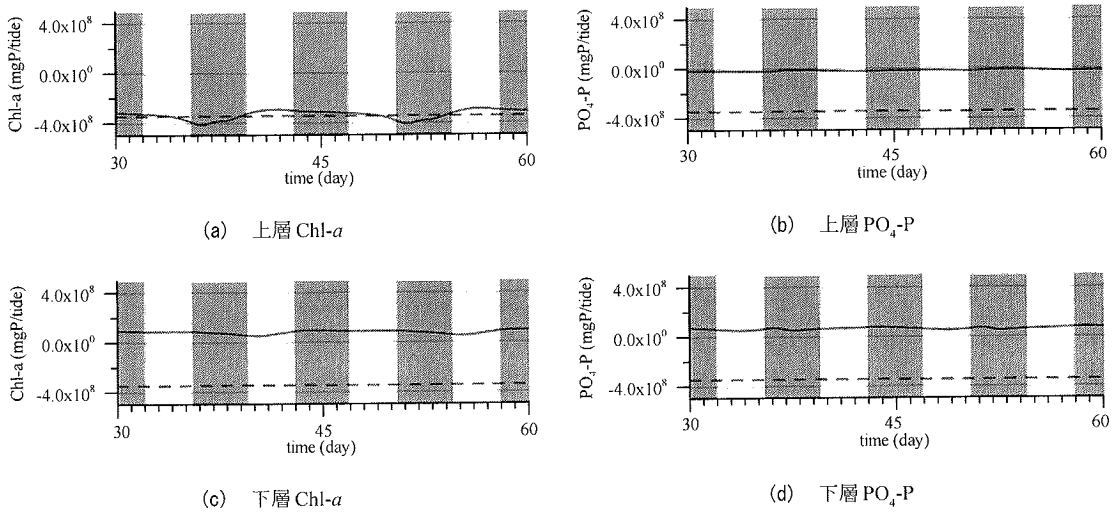 Chl-a (mgP/tide)
4.0x10⁸
0.0x10⁰
-4.0x10⁸
30
45
60
time (day)
(a) 上層 Chl-a
PO₄-P (mgP/tide)
4.0x10⁸
0.0x10⁰
-4.0x10⁸
30
45
60
time (day)
(b) 上層 PO₄-P
Chl-a (mgP/tide)
4.0x10⁸
0.0x10⁰
-4.0x10⁸
30
45
60
time (day)
(c) 下層 Chl-a
PO₄-P (mgP/tide)
4.0x10⁸
0.0x10⁰
-4.0x10⁸
30
45
60
time (day)
(d) 下層 PO₄-P